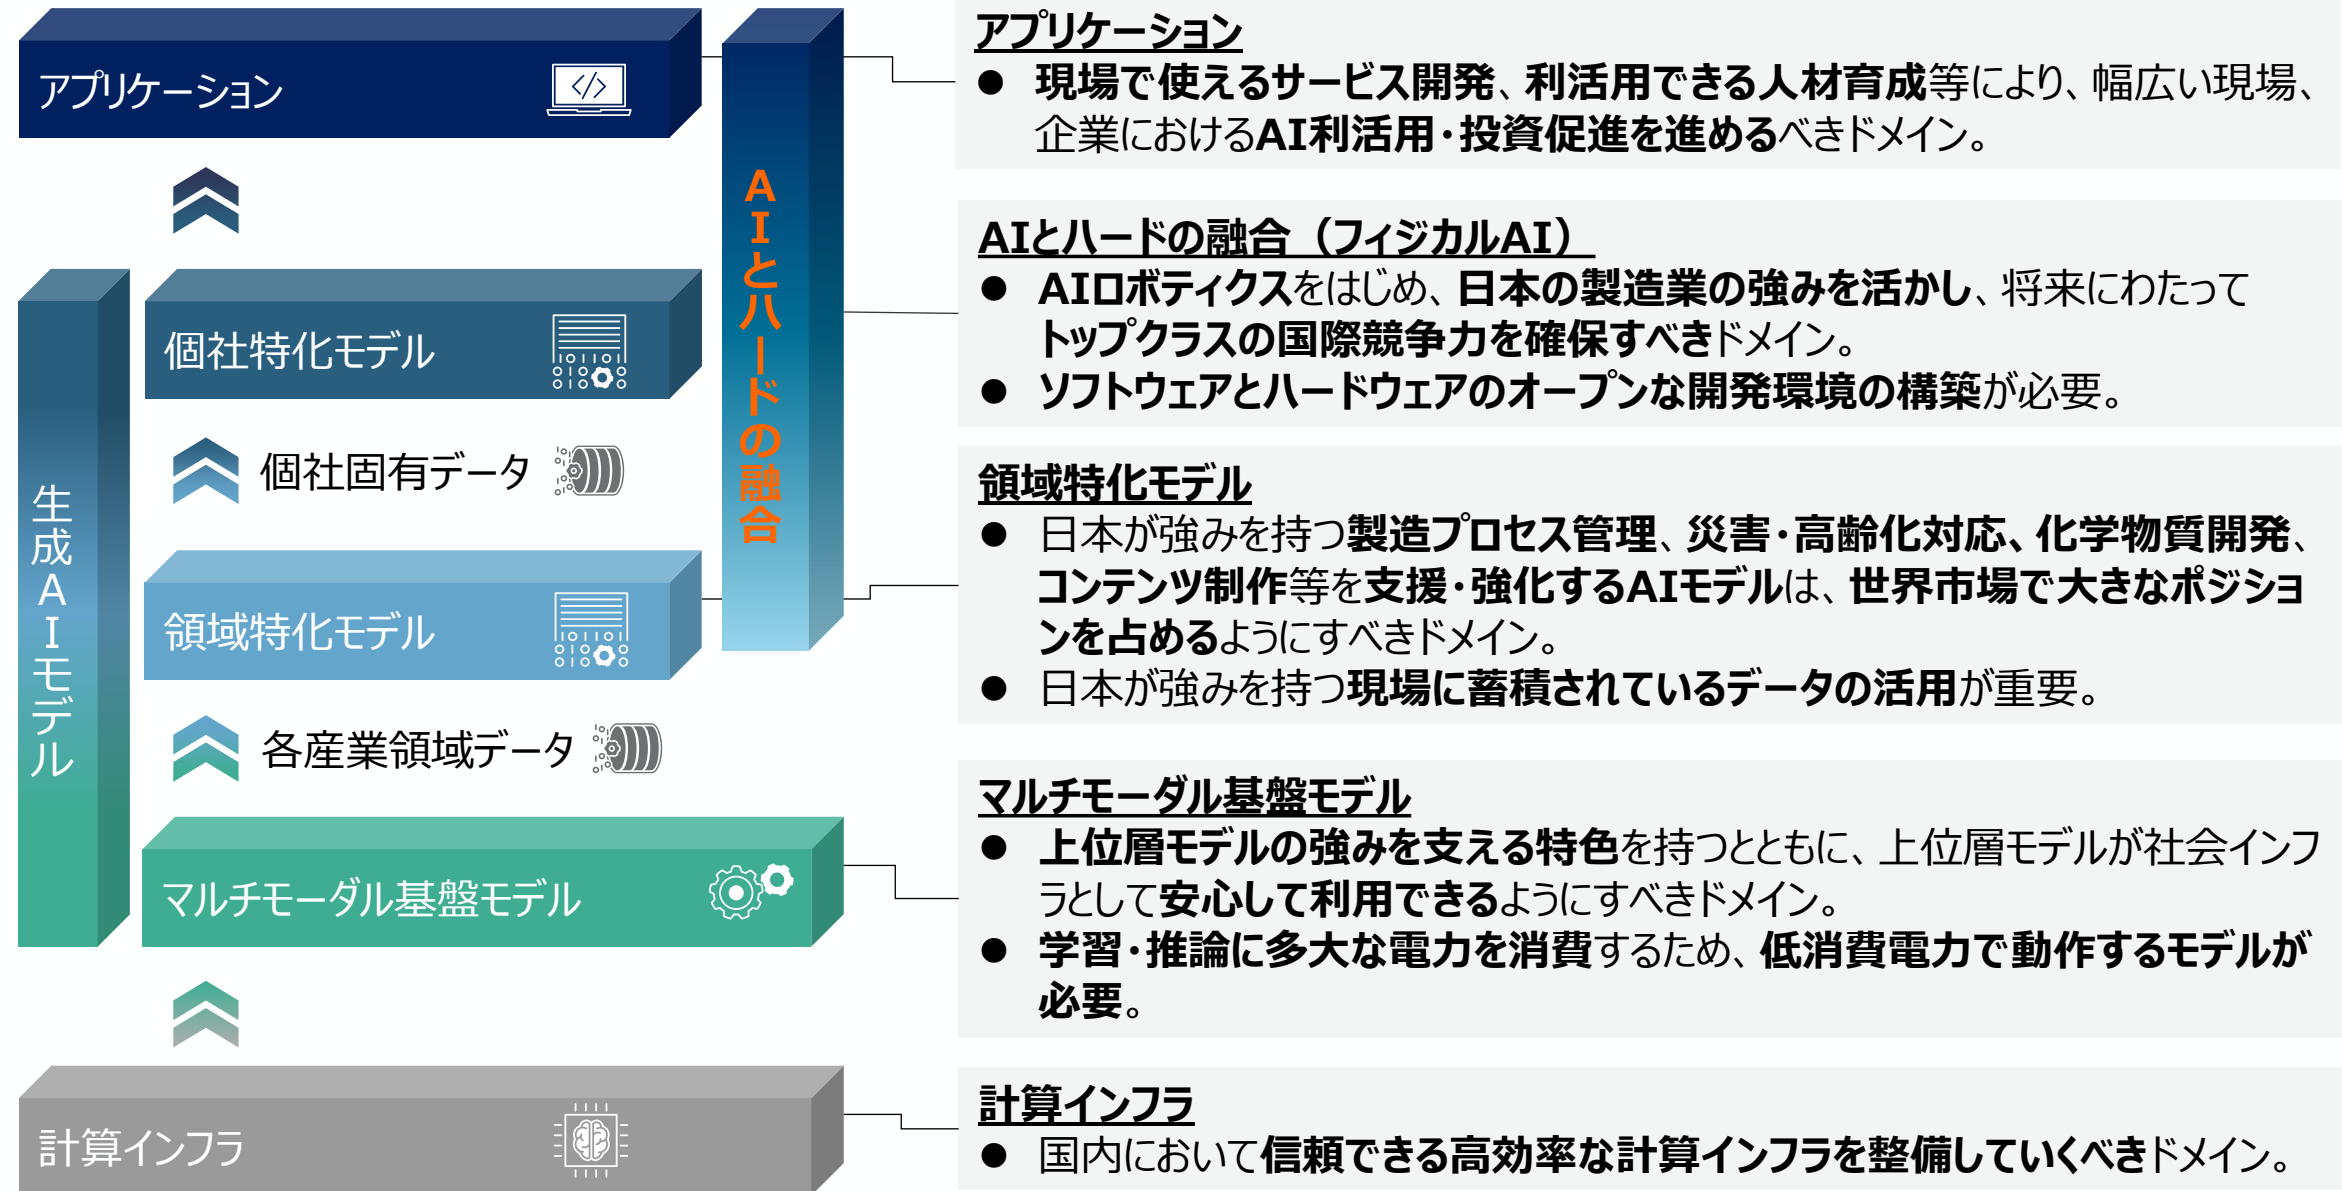 アプリケーション
個社特化モデル
個社固有データ
領域特化モデル
各産業領域データ
マルチモーダル基盤モデル
計算インフラ
生成AIモデル
AIとハードの融合
アプリケーション
● 現場で使えるサービス開発、利活用できる人材育成等により、幅広い現場、
企業におけるAI利活用・投資促進を進めるべきドメイン。
AIとハードの融合（フィジカルAI）
● AIロボティクスをはじめ、日本の製造業の強みを活かし、将来にわたって
トップクラスの国際競争力を確保すべきドメイン。
● ソフトウェアとハードウェアのオープンな開発環境の構築が必要。
領域特化モデル
● 日本が強みを持つ製造プロセス管理、災害・高齢化対応、化学物質開発、
コンテンツ制作等を支援・強化するAIモデルは、世界市場で大きなポジショ
ンを占めるようにすべきドメイン。
● 日本が強みを持つ現場に蓄積されているデータの活用が重要。
マルチモーダル基盤モデル
● 上位層モデルの強みを支える特色を持つとともに、上位層モデルが社会インフ
ラとして安心して利用できるようにすべきドメイン。
● 学習・推論に多大な電力を消費するため、低消費電力で動作するモデルが
必要。
計算インフラ
● 国内において信頼できる高効率な計算インフラを整備していくべきドメイン。